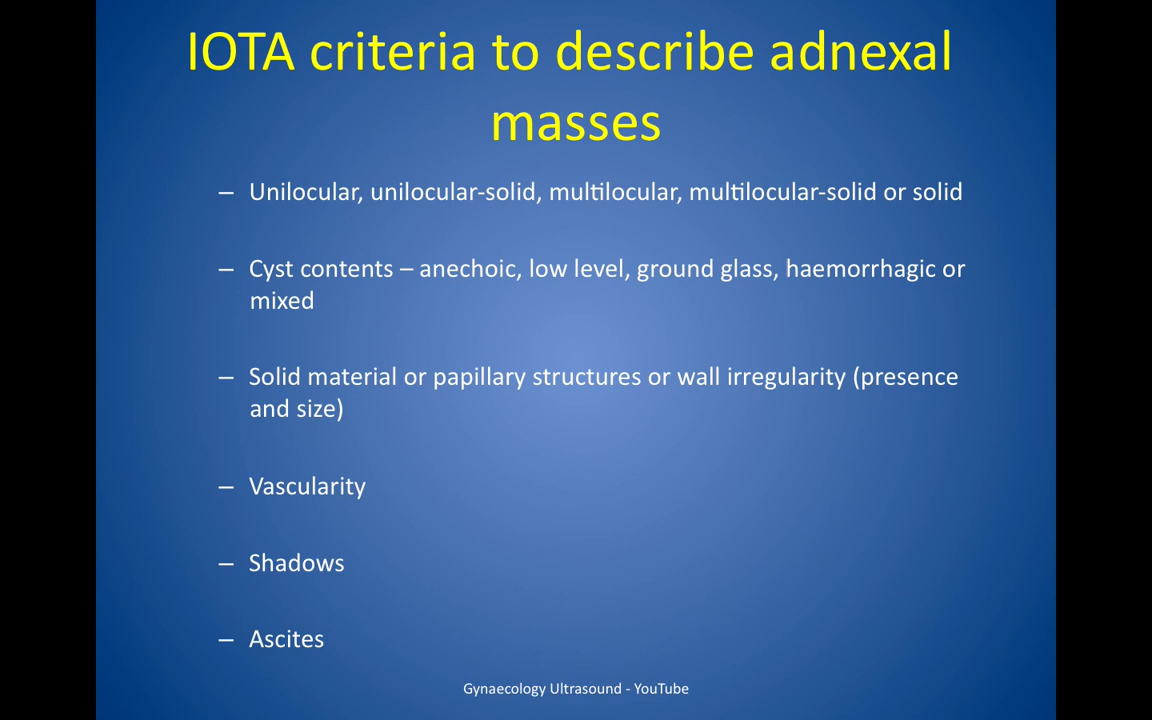 IOTA criteria to describe adnexal
masses
– Unilocular, unilocular-solid, multilocular, multilocular-solid or solid
– Cyst contents – anechoic, low level, ground glass, haemorrhagic or
mixed
– Solid material or papillary structures or wall irregularity (presence
and size)
– Vascularity
– Shadows
– Ascites
Gynaecology Ultrasound - YouTube